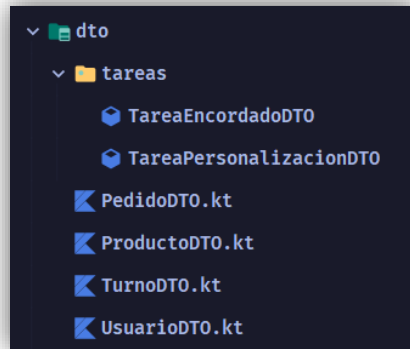 dto
tareas
TareaEncordadoDTO
TareaPersonalizacionDTO
PedidoDTO.kt
ProductoDTO.kt
TurnoDTO.kt
UsuarioDTO.kt